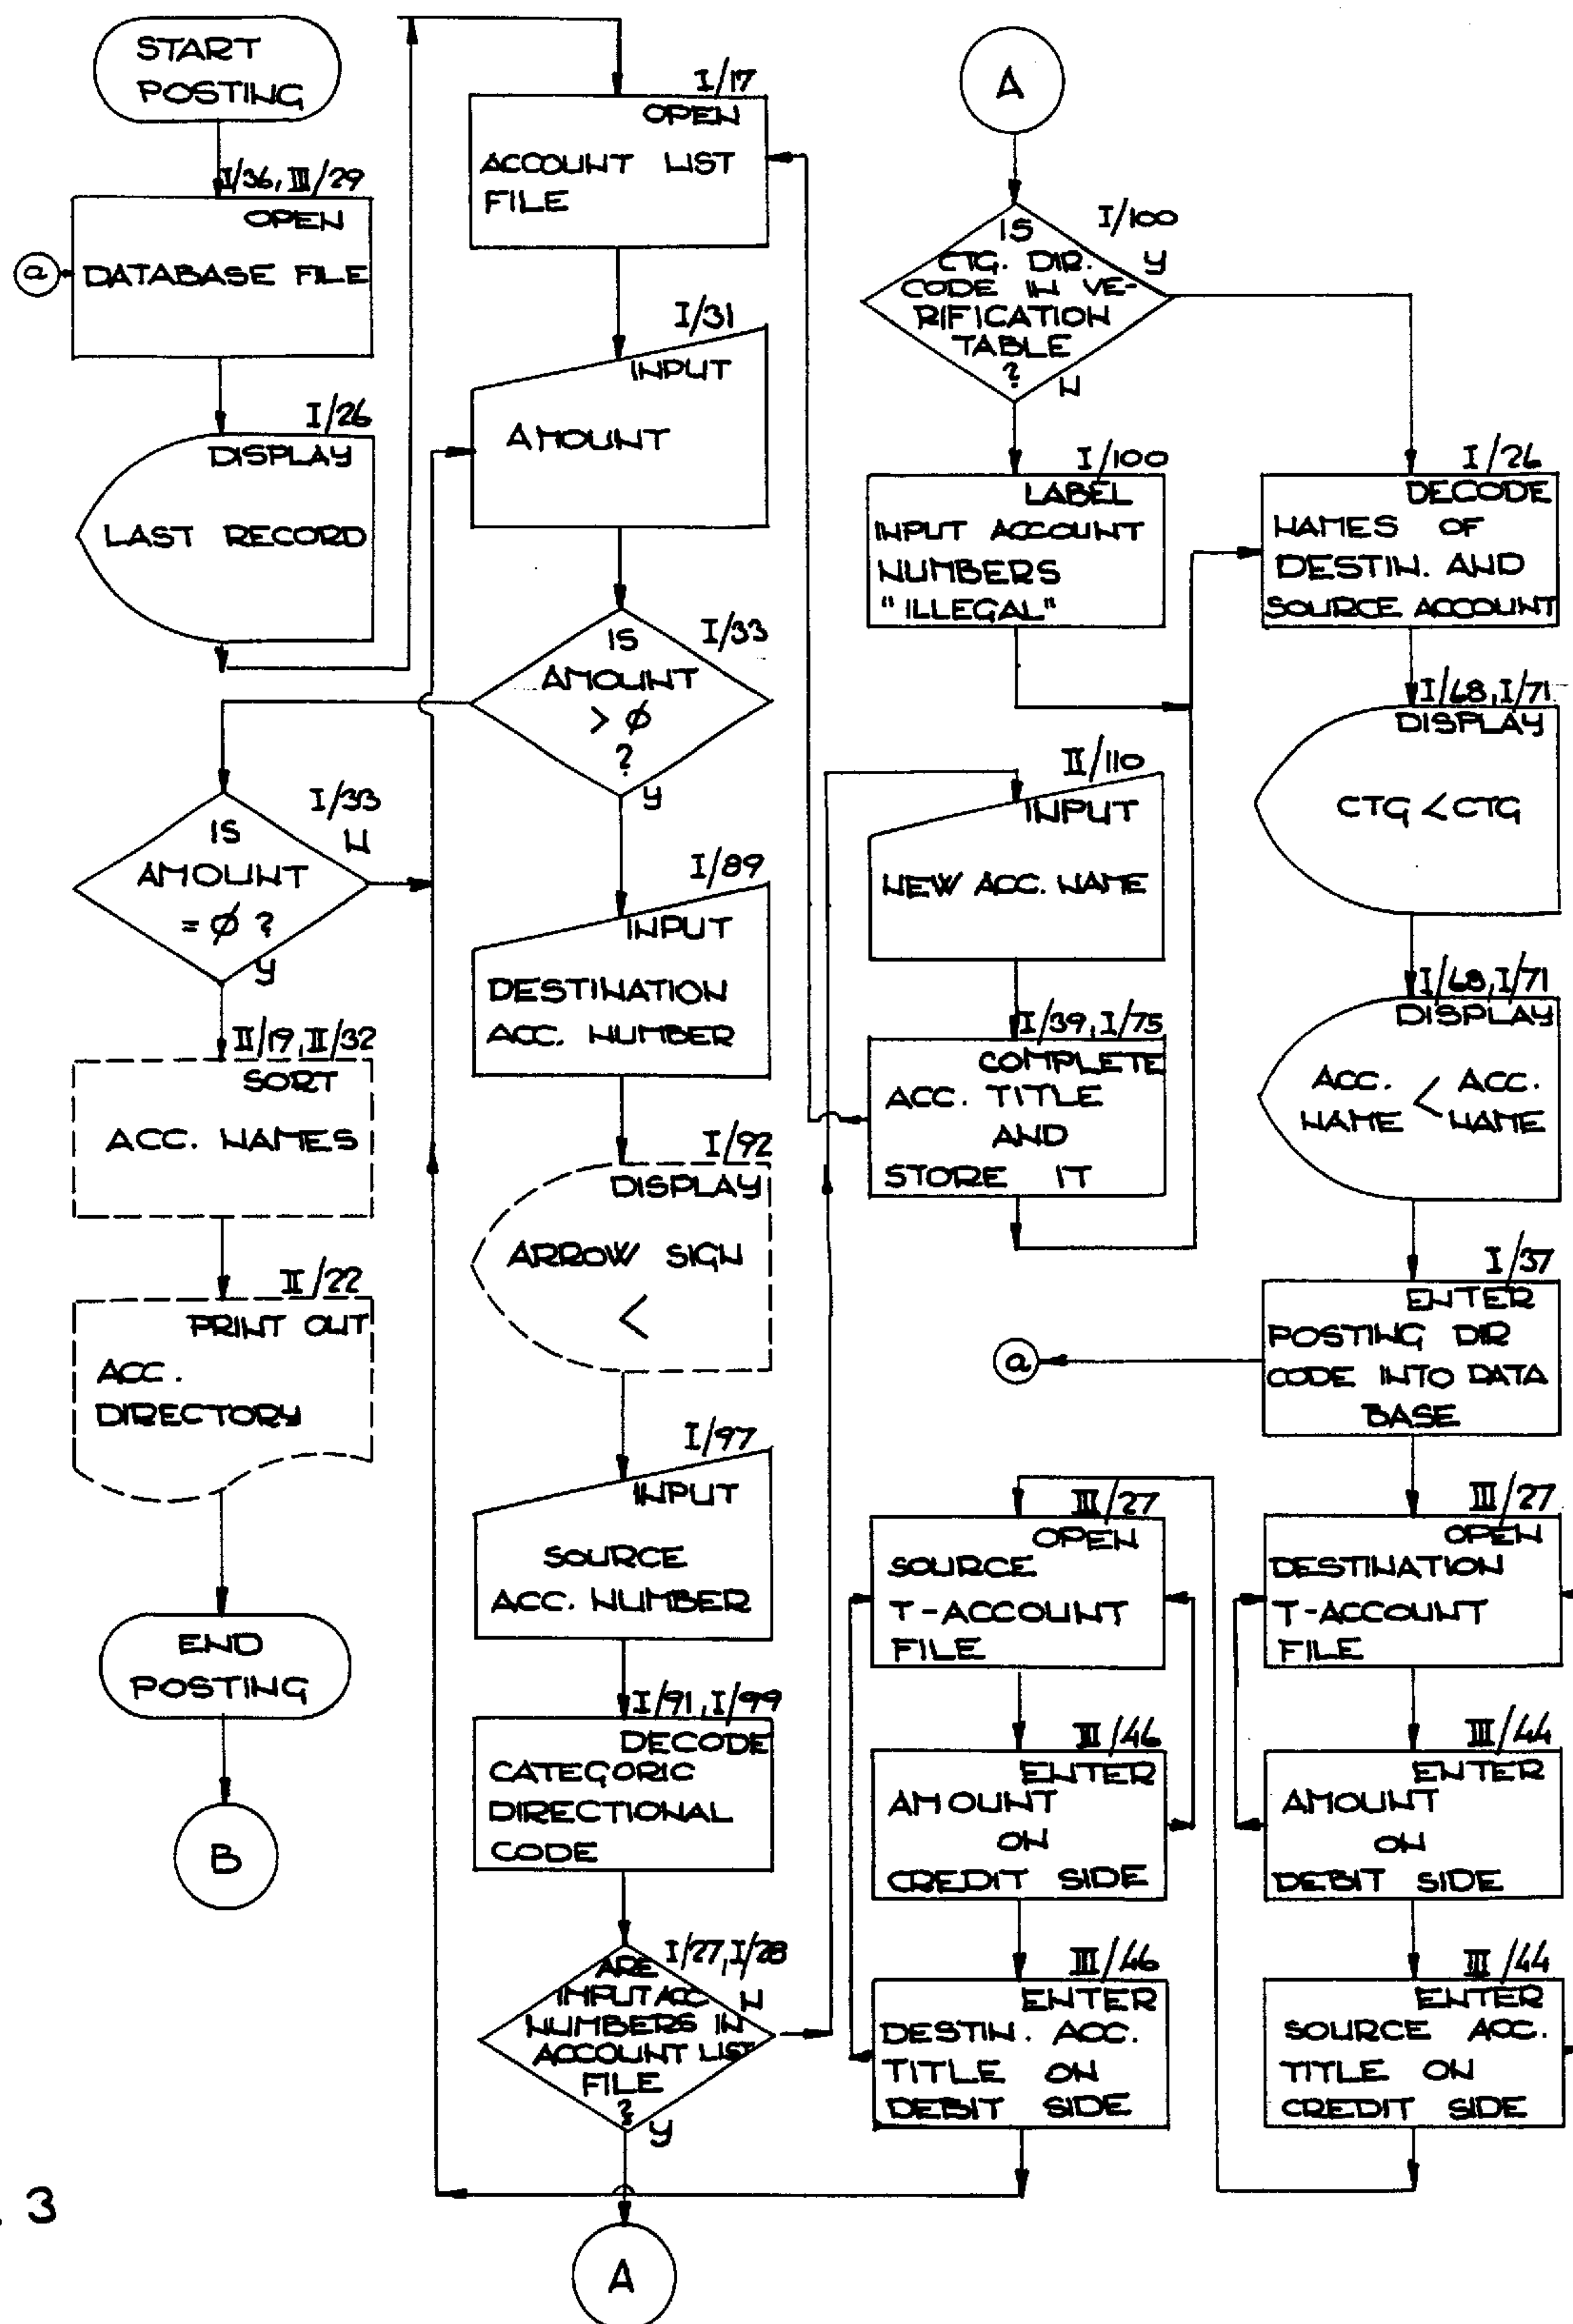 START
POSTING
I/36, III/29
OPEN
DATABASE FILE
a
I/26
DISPLAY
LAST RECORD
I/33
N
IS
AMOUNT
= Ø ?
Y
II/19, II/32
SORT
ACC. NAMES
II/22
PRINT OUT
ACC.
DIRECTORY
END
POSTING
B
I/17
OPEN
ACCOUNT LIST
FILE
I/31
INPUT
AMOUNT
I/33
IS
AMOUNT
> Ø
?
Y
I/89
INPUT
DESTINATION
ACC. NUMBER
I/92
DISPLAY
ARROW SIGN
<
I/97
INPUT
SOURCE
ACC. NUMBER
I/91, I/99
DECODE
CATEGORIC
DIRECTIONAL
CODE
I/27, I/28
ARE
INPUT ACC
N
NUMBERS IN
ACCOUNT LIST
FILE
?
Y
A
A
I/100
IS
Y
CTG. DIR.
CODE IN VE-
RIFICATION
TABLE
?
N
I/100
LABEL
INPUT ACCOUNT
NUMBERS
"ILLEGAL"
II/110
INPUT
NEW ACC. NAME
I/39, I/75
COMPLETE
ACC. TITLE
AND
STORE IT
a
III/27
OPEN
SOURCE
T-ACCOUNT
FILE
III/46
ENTER
AMOUNT
ON
CREDIT SIDE
III/46
ENTER
DESTIN. ACC.
TITLE ON
DEBIT SIDE
I/26
DECODE
NAMES OF
DESTIN. AND
SOURCE ACCOUNT
I/68, I/71
DISPLAY
CTG < CTG
I/68, I/71
DISPLAY
ACC. < ACC.
NAME NAME
I/37
ENTER
POSTING DIR
CODE INTO DATA
BASE
III/27
OPEN
DESTINATION
T-ACCOUNT
FILE
III/44
ENTER
AMOUNT
ON
DEBIT SIDE
III/44
ENTER
SOURCE ACC.
TITLE ON
CREDIT SIDE
. 3